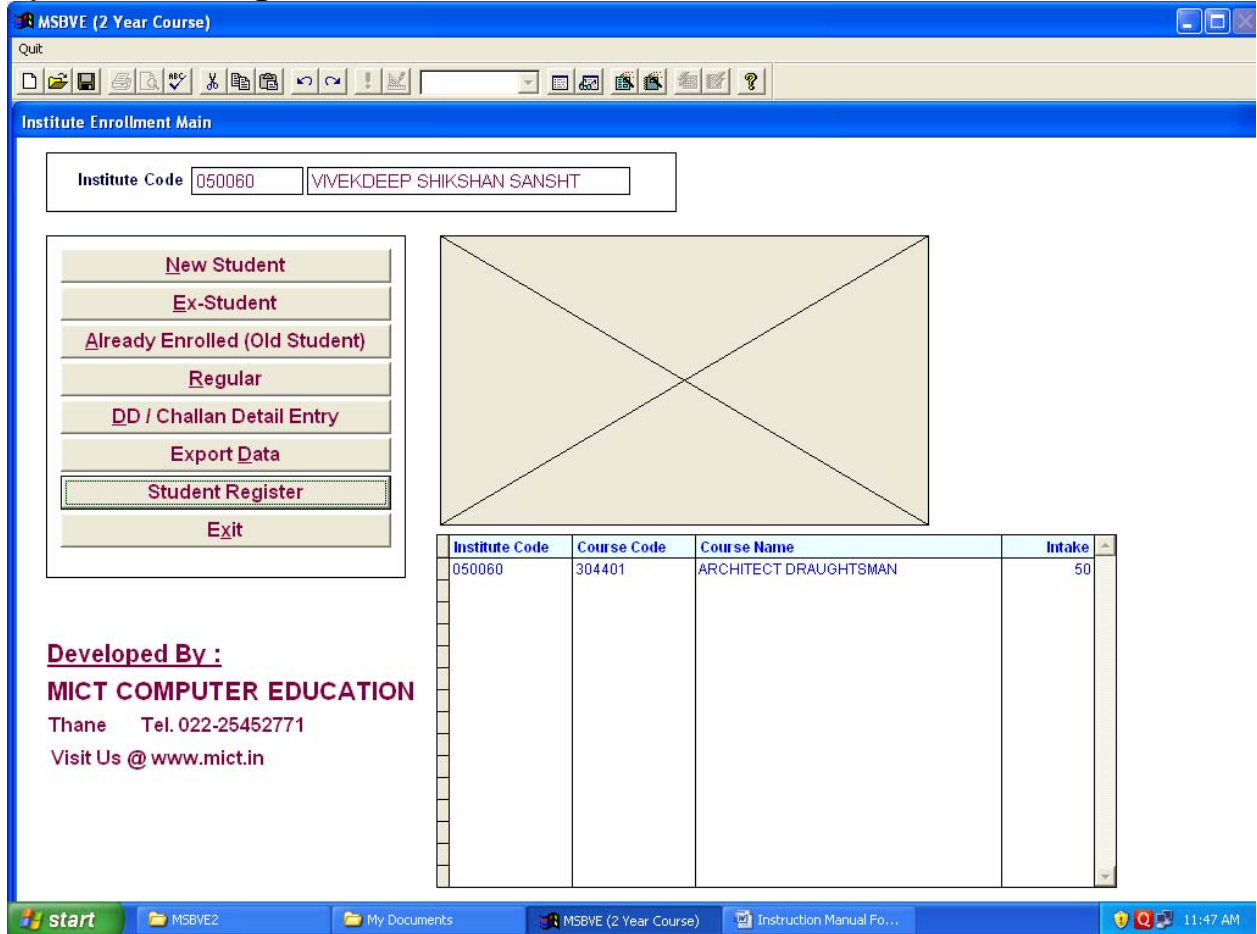 MSBVE (2 Year Course)
Quit
Institute Enrollment Main
Institute Code 050060 VIVEKDEEP SHIKSHAN SANSHT
New Student
Ex-Student
Already Enrolled (Old Student)
Regular
DD / Challan Detail Entry
Export Data
Student Register
Exit
Institute Code Course Code Course Name Intake
050060 304401 ARCHITECT DRAUGHTSMAN 50
Developed By :
MICT COMPUTER EDUCATION
Thane Tel. 022-25452771
Visit Us @ www.mict.in
start MSBVE2 My Documents MSBVE (2 Year Course) Instruction Manual Fo... 11:47 AM